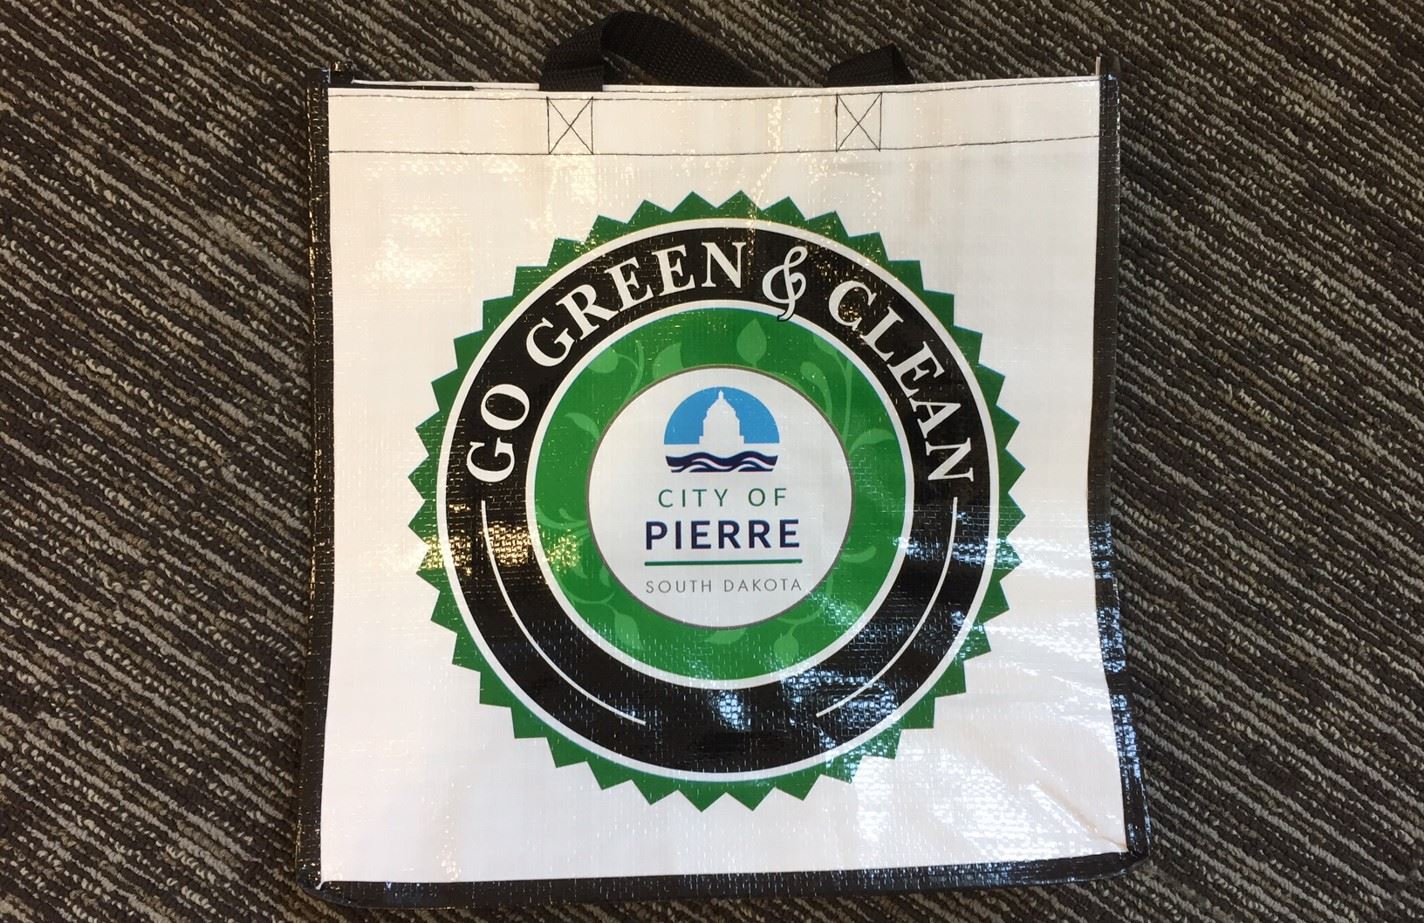 GO GREEN & CLEAN
CITY OF
PIERRE
SOUTH DAKOTA